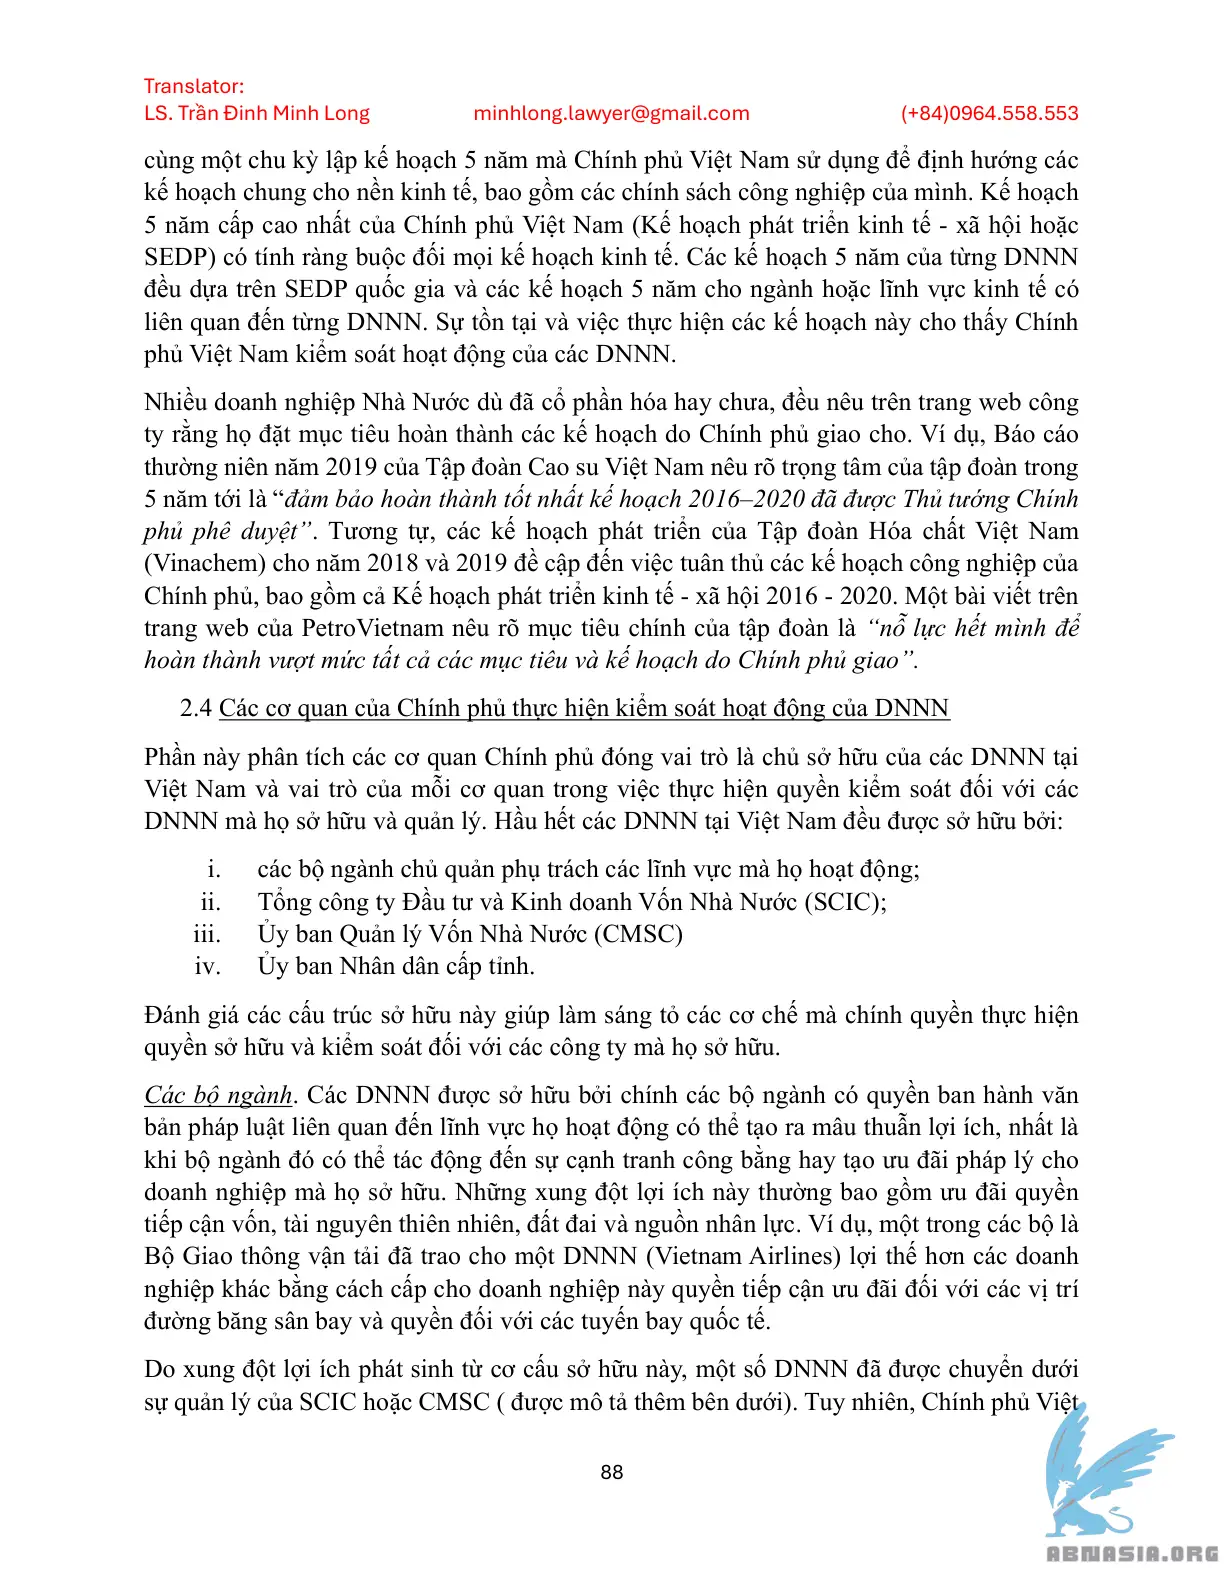 Translator:
LS. Trần Đinh Minh Long minhlong.lawyer@gmail.com (+84)0964.558.553
cùng một chu kỳ lập kế hoạch 5 năm mà Chính phủ Việt Nam sử dụng để định hướng các
kế hoạch chung cho nền kinh tế, bao gồm các chính sách công nghiệp của mình. Kế hoạch
5 năm cấp cao nhất của Chính phủ Việt Nam (Kế hoạch phát triển kinh tế - xã hội hoặc
SEDP) có tính ràng buộc đối mọi kế hoạch kinh tế. Các kế hoạch 5 năm của từng DNNN
đều dựa trên SEDP quốc gia và các kế hoạch 5 năm cho ngành hoặc lĩnh vực kinh tế có
liên quan đến từng DNNN. Sự tồn tại và việc thực hiện các kế hoạch này cho thấy Chính
phủ Việt Nam kiểm soát hoạt động của các DNNN.
Nhiều doanh nghiệp Nhà Nước dù đã cổ phần hóa hay chưa, đều nêu trên trang web công
ty rằng họ đặt mục tiêu hoàn thành các kế hoạch do Chính phủ giao cho. Ví dụ, Báo cáo
thường niên năm 2019 của Tập đoàn Cao su Việt Nam nêu rõ trọng tâm của tập đoàn trong
5 năm tới là “đảm bảo hoàn thành tốt nhất kế hoạch 2016–2020 đã được Thủ tướng Chính
phủ phê duyệt”. Tương tự, các kế hoạch phát triển của Tập đoàn Hóa chất Việt Nam
(Vinachem) cho năm 2018 và 2019 đề cập đến việc tuân thủ các kế hoạch công nghiệp của
Chính phủ, bao gồm cả Kế hoạch phát triển kinh tế - xã hội 2016 - 2020. Một bài viết trên
trang web của PetroVietnam nêu rõ mục tiêu chính của tập đoàn là “nỗ lực hết mình để
hoàn thành vượt mức tất cả các mục tiêu và kế hoạch do Chính phủ giao”.
2.4 Các cơ quan của Chính phủ thực hiện kiểm soát hoạt động của DNNN
Phần này phân tích các cơ quan Chính phủ đóng vai trò là chủ sở hữu của các DNNN tại
Việt Nam và vai trò của mỗi cơ quan trong việc thực hiện quyền kiểm soát đối với các
DNNN mà họ sở hữu và quản lý. Hầu hết các DNNN tại Việt Nam đều được sở hữu bởi:
i. các bộ ngành chủ quản phụ trách các lĩnh vực mà họ hoạt động;
ii. Tổng công ty Đầu tư và Kinh doanh Vốn Nhà Nước (SCIC);
iii. Ủy ban Quản lý Vốn Nhà Nước (CMSC)
iv. Ủy ban Nhân dân cấp tỉnh.
Đánh giá các cấu trúc sở hữu này giúp làm sáng tỏ các cơ chế mà chính quyền thực hiện
quyền sở hữu và kiểm soát đối với các công ty mà họ sở hữu.
Các bộ ngành. Các DNNN được sở hữu bởi chính các bộ ngành có quyền ban hành văn
bản pháp luật liên quan đến lĩnh vực họ hoạt động có thể tạo ra mâu thuẫn lợi ích, nhất là
khi bộ ngành đó có thể tác động đến sự cạnh tranh công bằng hay tạo ưu đãi pháp lý cho
doanh nghiệp mà họ sở hữu. Những xung đột lợi ích này thường bao gồm ưu đãi quyền
tiếp cận vốn, tài nguyên thiên nhiên, đất đai và nguồn nhân lực. Ví dụ, một trong các bộ là
Bộ Giao thông vận tải đã trao cho một DNNN (Vietnam Airlines) lợi thế hơn các doanh
nghiệp khác bằng cách cấp cho doanh nghiệp này quyền tiếp cận ưu đãi đối với các vị trí
đường băng sân bay và quyền đối với các tuyến bay quốc tế.
Do xung đột lợi ích phát sinh từ cơ cấu sở hữu này, một số DNNN đã được chuyển dưới
sự quản lý của SCIC hoặc CMSC ( được mô tả thêm bên dưới). Tuy nhiên, Chính phủ Việt
88
ABNASIA.ORG